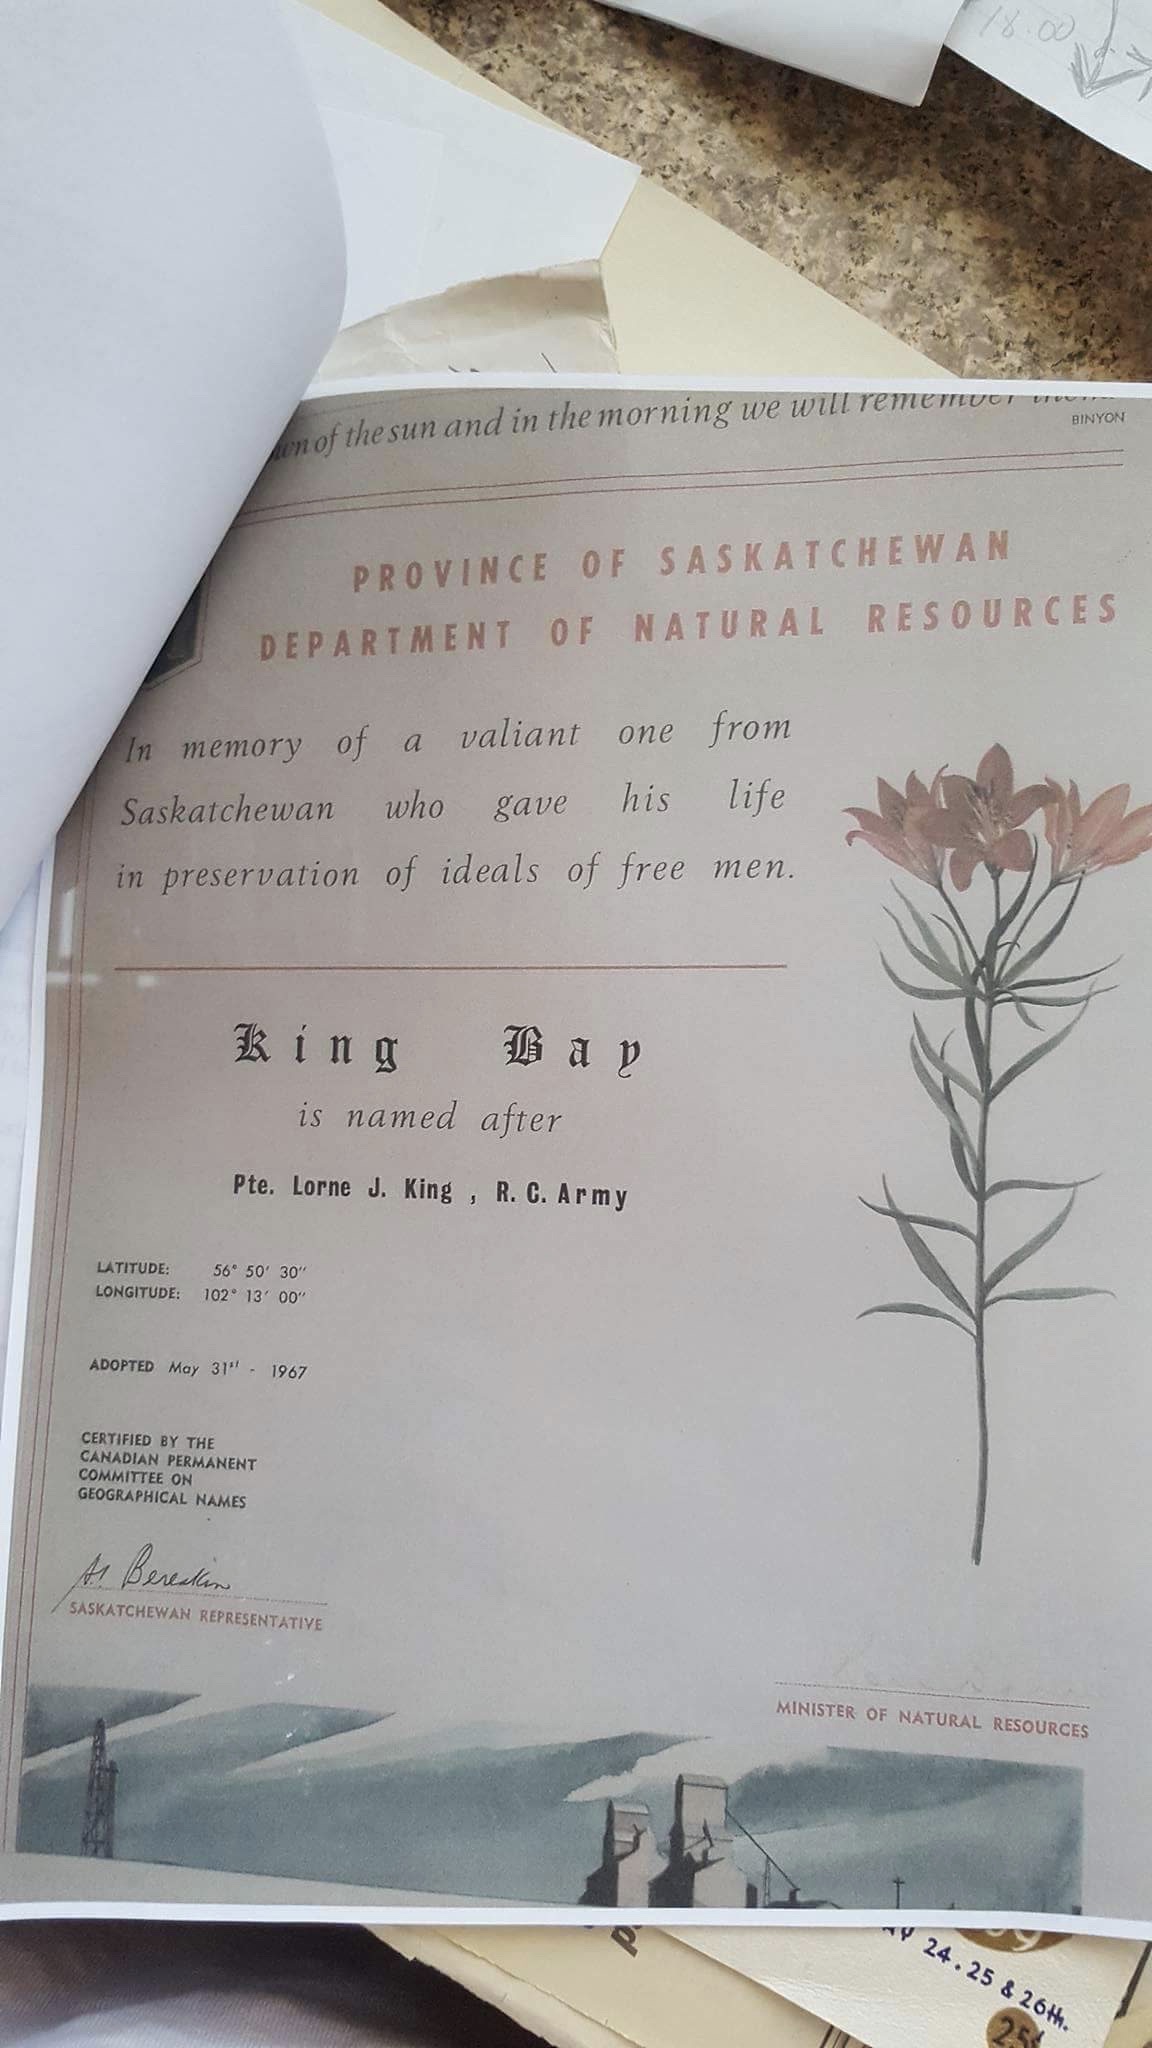 18.00
of the sun and in the morning we will remember
BINYON
PROVINCE OF SASKATCHEWAN
DEPARTMENT OF NATURAL RESOURCES
In memory of a valiant one from
Saskatchewan who gave his life
in preservation of ideals of free men.
King Bay
is named after
Pte. Lorne J. King , R. C. Army
LATITUDE: 56° 50' 30"
LONGITUDE: 102° 13' 00"
ADOPTED May 31st - 1967
CERTIFIED BY THE
CANADIAN PERMANENT
COMMITTEE ON
GEOGRAPHICAL NAMES
Bereskin
SASKATCHEWAN REPRESENTATIVE
MINISTER OF NATURAL RESOURCES
24.25 & 26th.
25¢